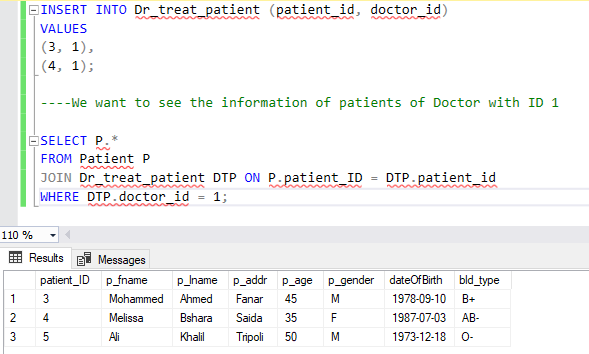 INSERT INTO Dr_treat_patient (patient_id, doctor_id)
VALUES
(3, 1),
(4, 1);
----We want to see the information of patients of Doctor with ID 1
SELECT P.*
FROM Patient P
JOIN Dr_treat_patient DTP ON P.patient_ID = DTP.patient_id
WHERE DTP.doctor_id = 1;
110 %
Results Messages
patient_ID p_fname p_lname p_addr p_age p_gender dateOfBirth bld_type
1 3 Mohammed Ahmed Fanar 45 M 1978-09-10 B+
2 4 Melissa Bshara Saida 35 F 1987-07-03 AB-
3 5 Ali Khalil Tripoli 50 M 1973-12-18 O-